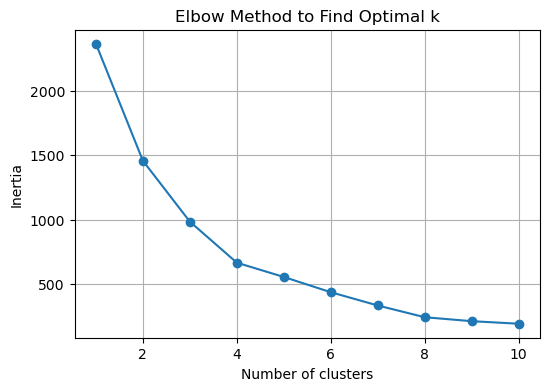 Elbow Method to Find Optimal k
Inertia
2000
1500
1000
500
2 4 6 8 10
Number of clusters